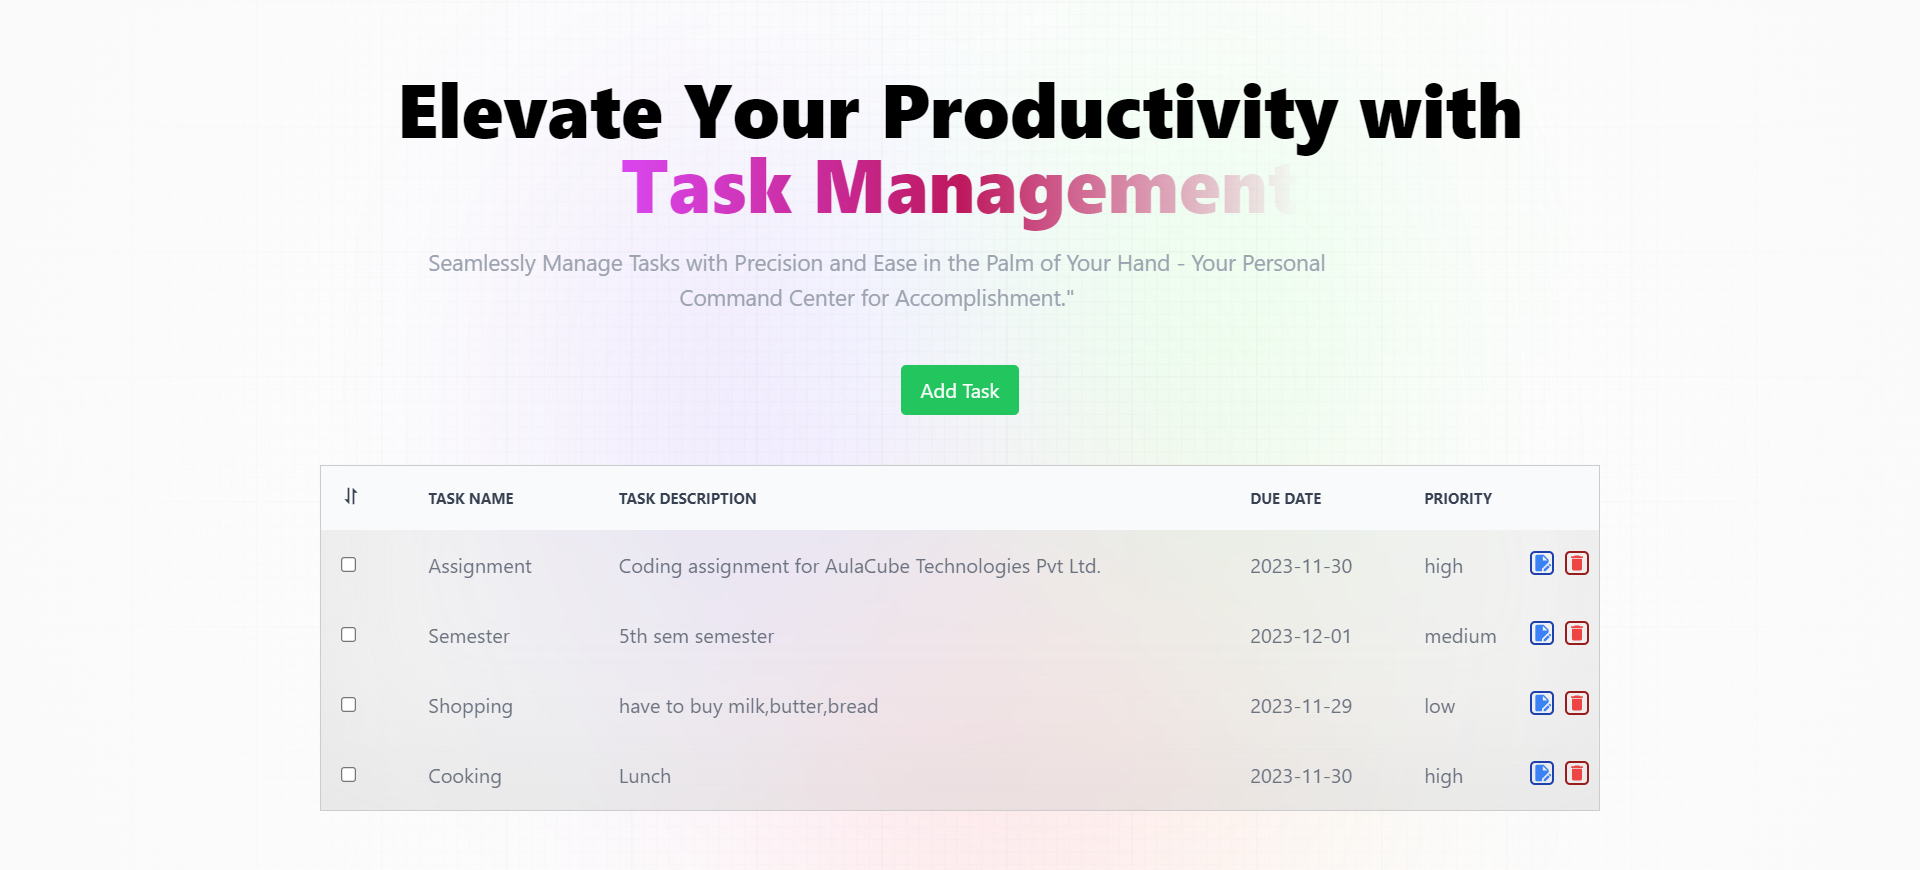 Elevate Your Productivity with
Task Management
Seamlessly Manage Tasks with Precision and Ease in the Palm of Your Hand - Your Personal
Command Center for Accomplishment."
Add Task
TASK NAME TASK DESCRIPTION DUE DATE PRIORITY
Assignment Coding assignment for AulaCube Technologies Pvt Ltd. 2023-11-30 high
Semester 5th sem semester 2023-12-01 medium
Shopping have to buy milk,butter,bread 2023-11-29 low
Cooking Lunch 2023-11-30 high